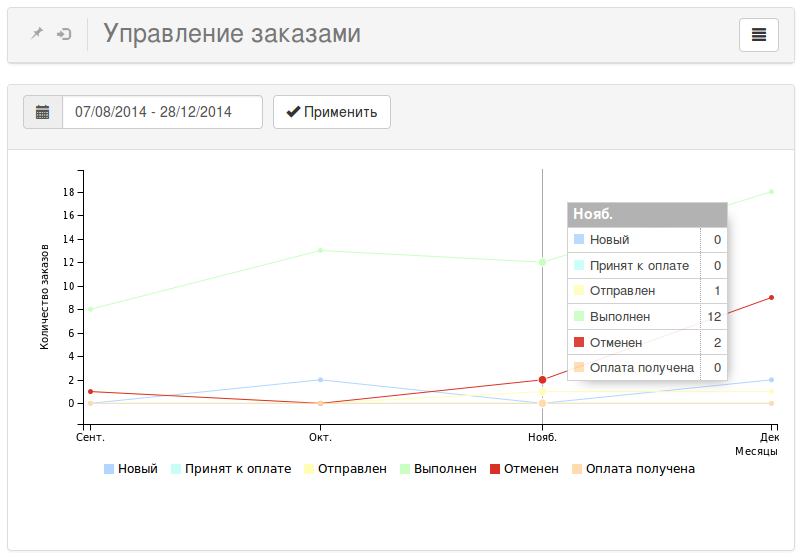 Управление заказами
07/08/2014 - 28/12/2014
Применить
Количество заказов
18
16
14
12
10
8
6
4
2
0
Нояб.
Новый 0
Принят к оплате 0
Отправлен 1
Выполнен 12
Отменен 2
Оплата получена 0
Сент. Окт. Нояб. Дек
Месяцы
Новый Принят к оплате Отправлен Выполнен Отменен Оплата получена